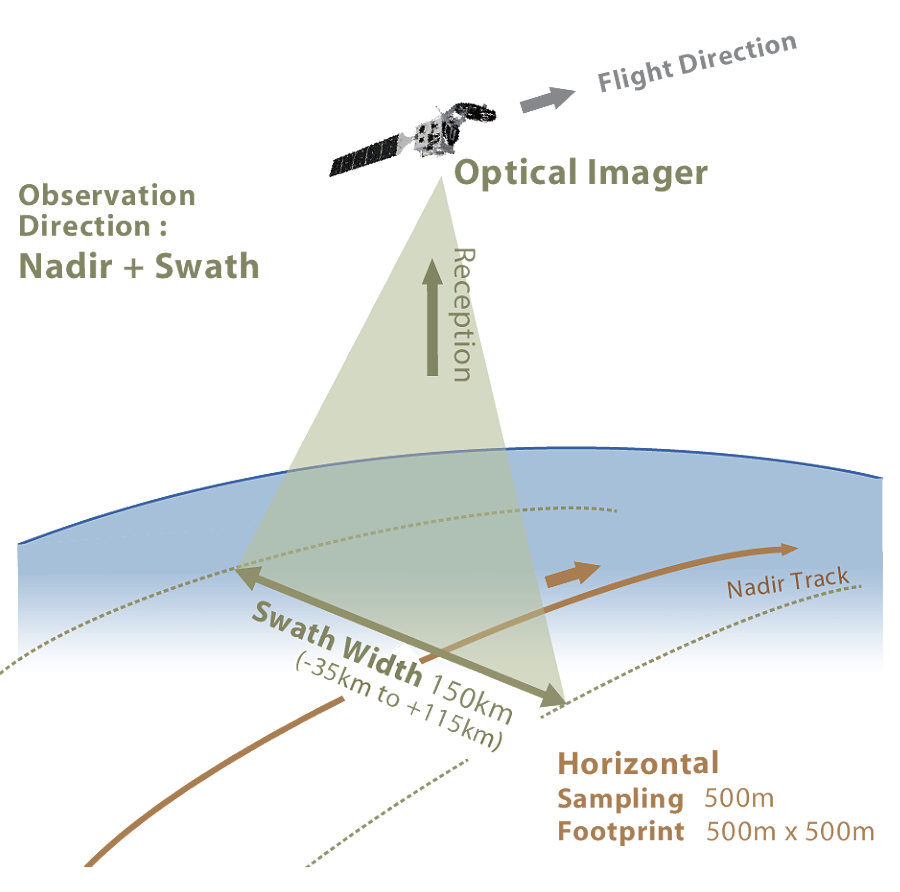 Flight Direction
Optical Imager
Observation
Direction :
Nadir + Swath
Reception
Nadir Track
Swath Width 150km
(-35km to +115km)
Horizontal
Sampling 500m
Footprint 500m x 500m